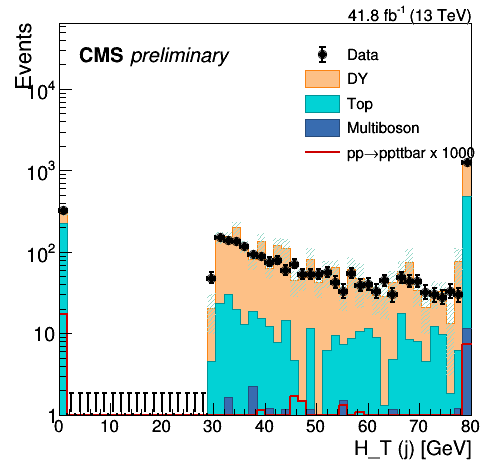 41.8 fb⁻¹ (13 TeV)
Events
CMS preliminary
Data
DY
Top
Multiboson
pp→ppttbar x 1000
10⁴
10³
10²
10
1
0 10 20 30 40 50 60 70 80
H_T (j) [GeV]